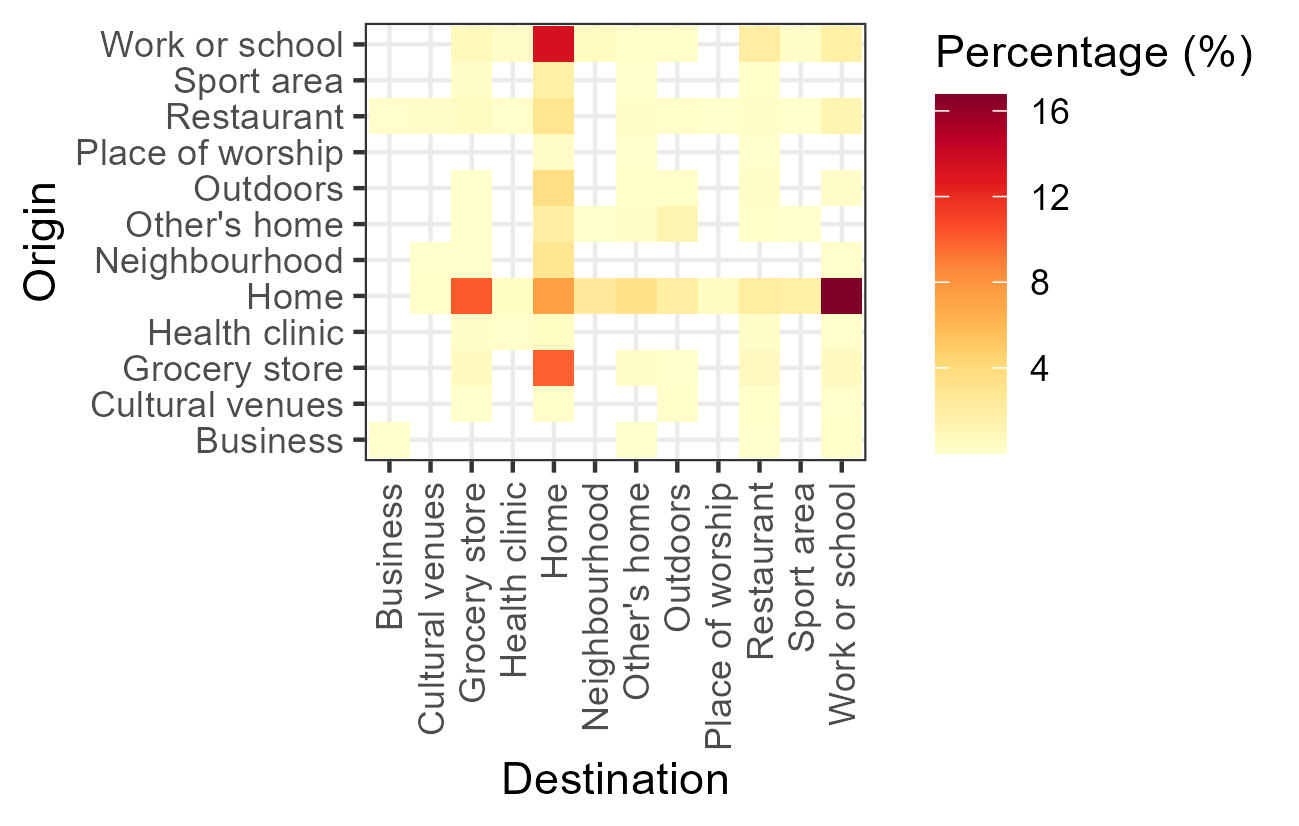 Origin
Work or school
Sport area
Restaurant
Place of worship
Outdoors
Other's home
Neighbourhood
Home
Health clinic
Grocery store
Cultural venues
Business
Business
Cultural venues
Grocery store
Health clinic
Home
Neighbourhood
Other's home
Outdoors
Place of worship
Restaurant
Sport area
Work or school
Destination
Percentage (%)
16
12
8
4